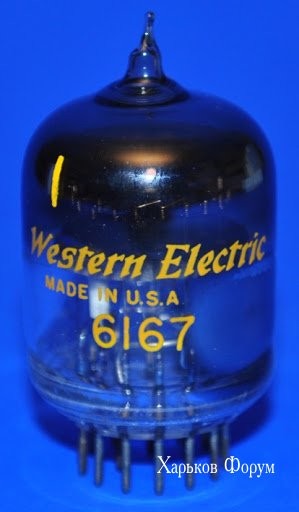 Western Electric
MADE IN U.S.A
6167
Харьков Форум